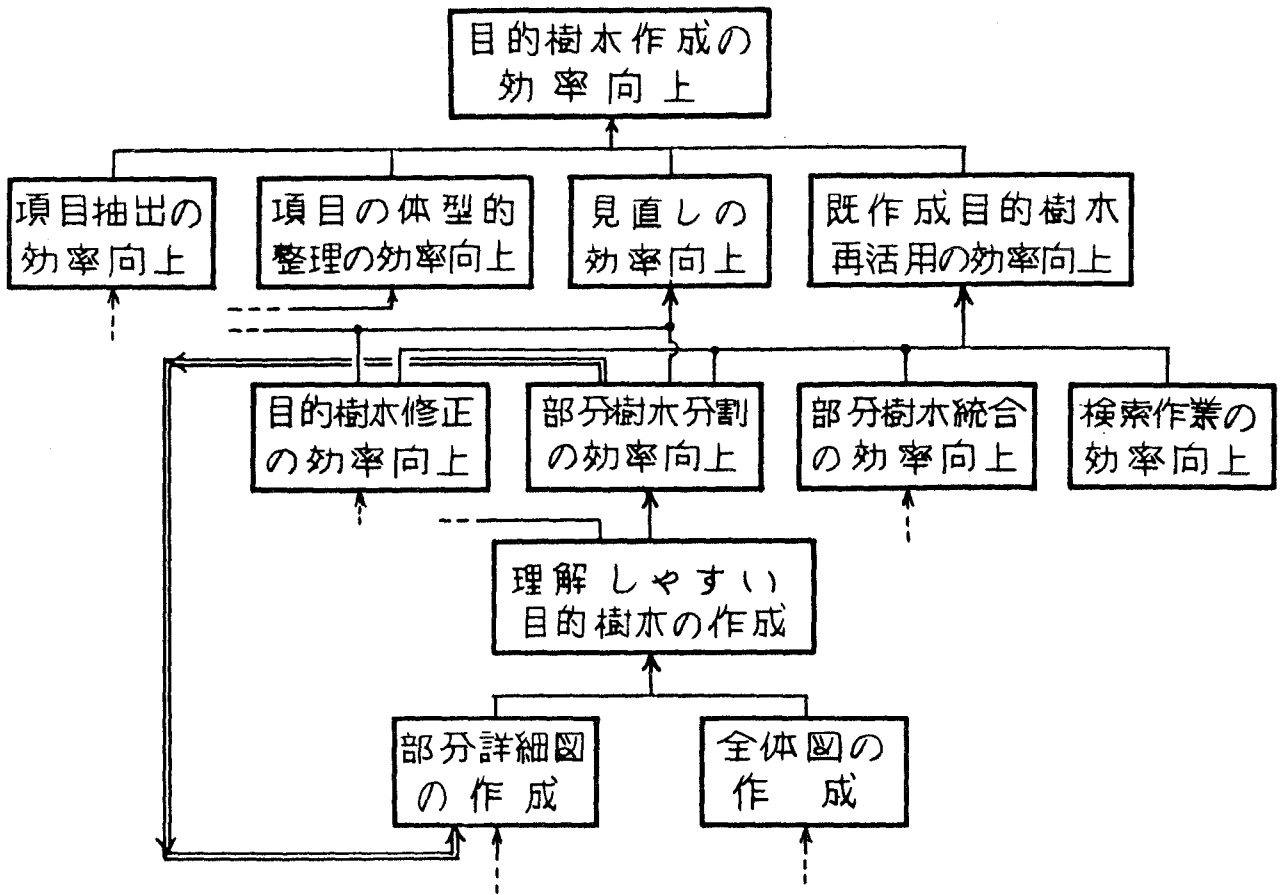 目的樹木作成の
効率向上
項目抽出の
効率向上
項目の体型的
整理の効率向上
見直しの
効率向上
既作成目的樹木
再活用の効率向上
目的樹木修正
の効率向上
部分樹木分割
の効率向上
部分樹木統合
の効率向上
検索作業の
効率向上
理解しやすい
目的樹木の作成
部分詳細図
の作成
全体図の
作成